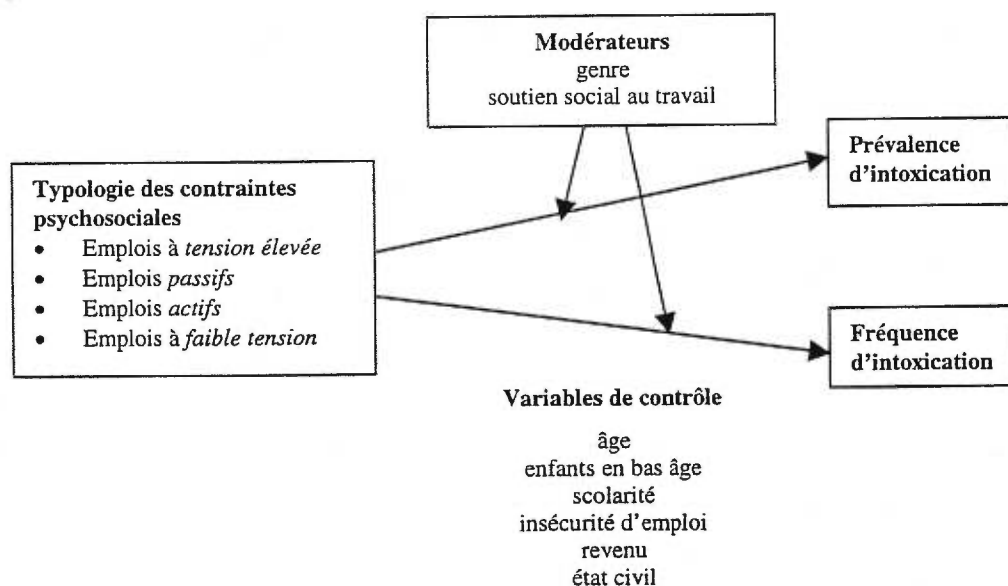 Modérateurs
genre
soutien social au travail
Typologie des contraintes
psychosociales
• Emplois à tension élevée
• Emplois passifs
• Emplois actifs
• Emplois à faible tension
Prévalence
d'intoxication
Fréquence
d'intoxication
Variables de contrôle
âge
enfants en bas âge
scolarité
insécurité d'emploi
revenu
état civil